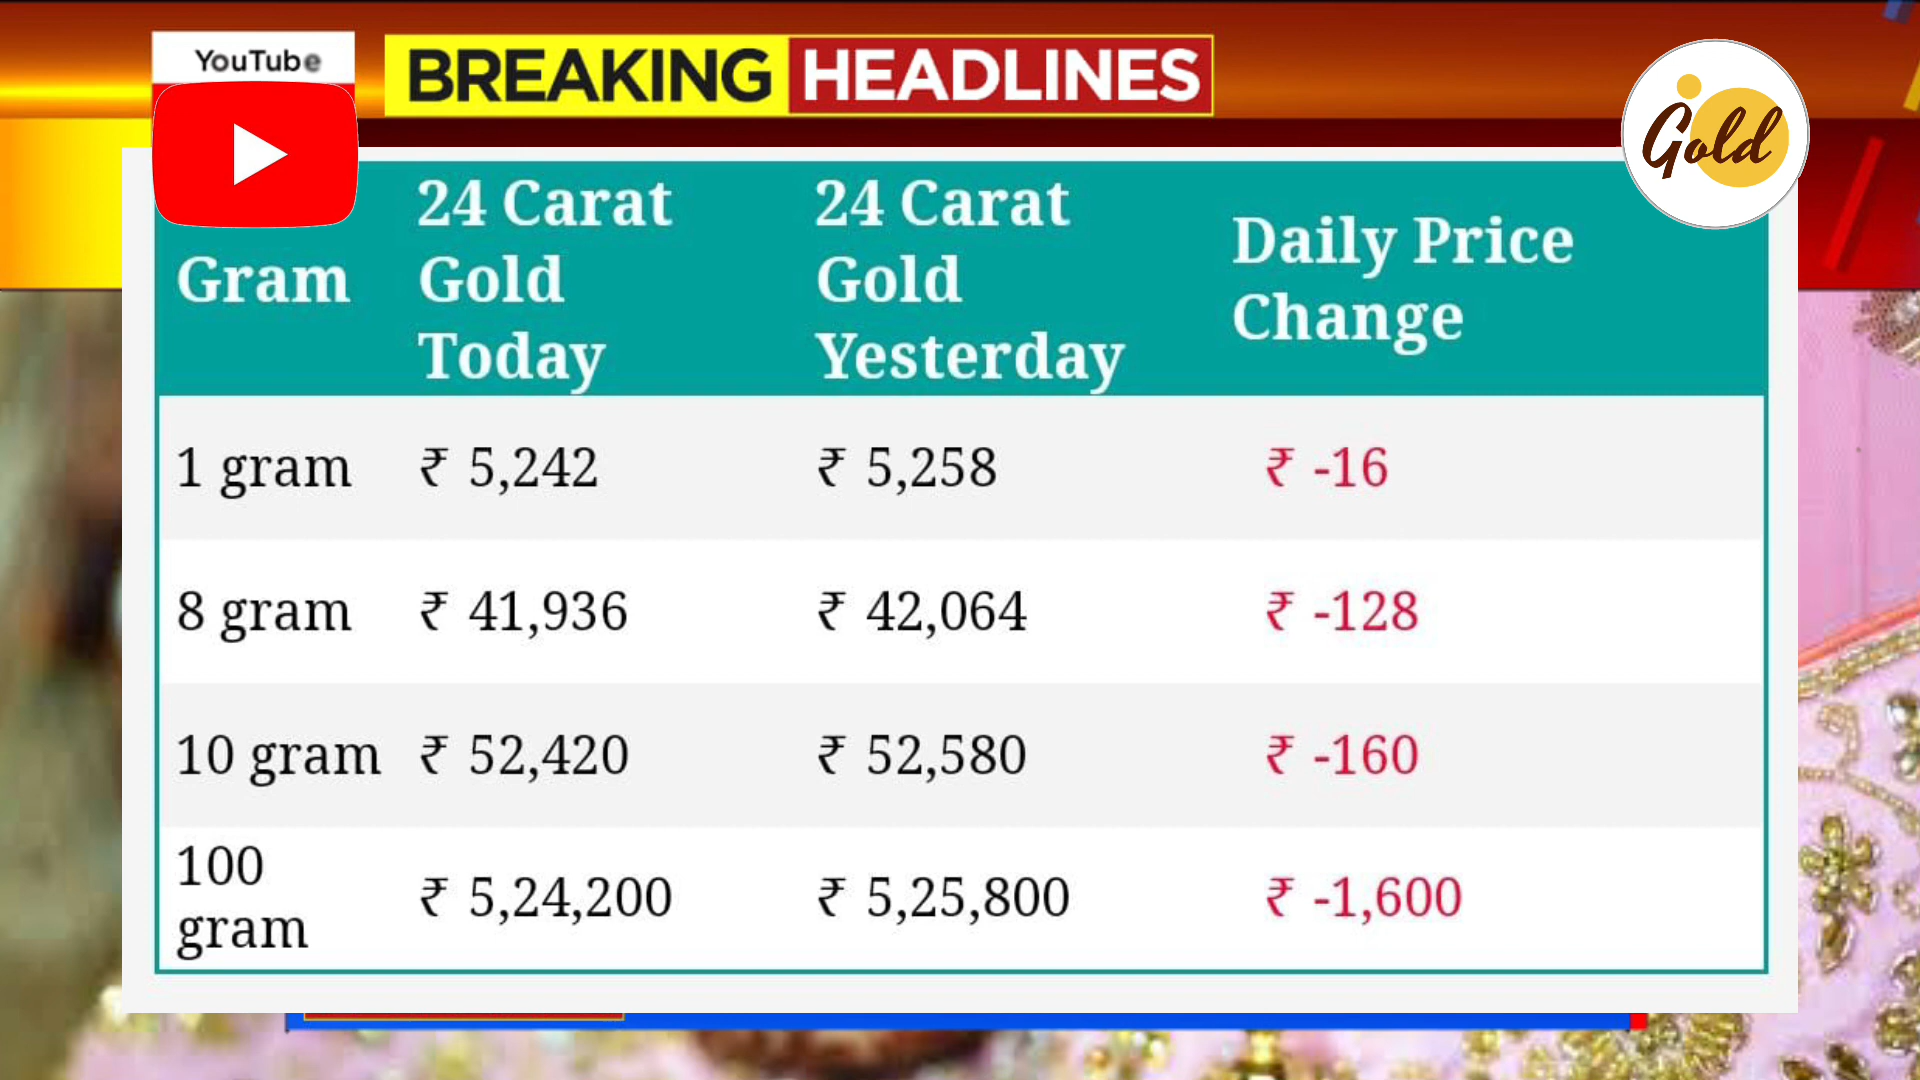 YouTube
BREAKING HEADLINES
Gold
Gram
24 Carat
Gold
Today
24 Carat
Gold
Yesterday
Daily Price
Change
1 gram ₹ 5,242 ₹ 5,258 ₹ -16
8 gram ₹ 41,936 ₹ 42,064 ₹ -128
10 gram ₹ 52,420 ₹ 52,580 ₹ -160
100
gram ₹ 5,24,200 ₹ 5,25,800 ₹ -1,600